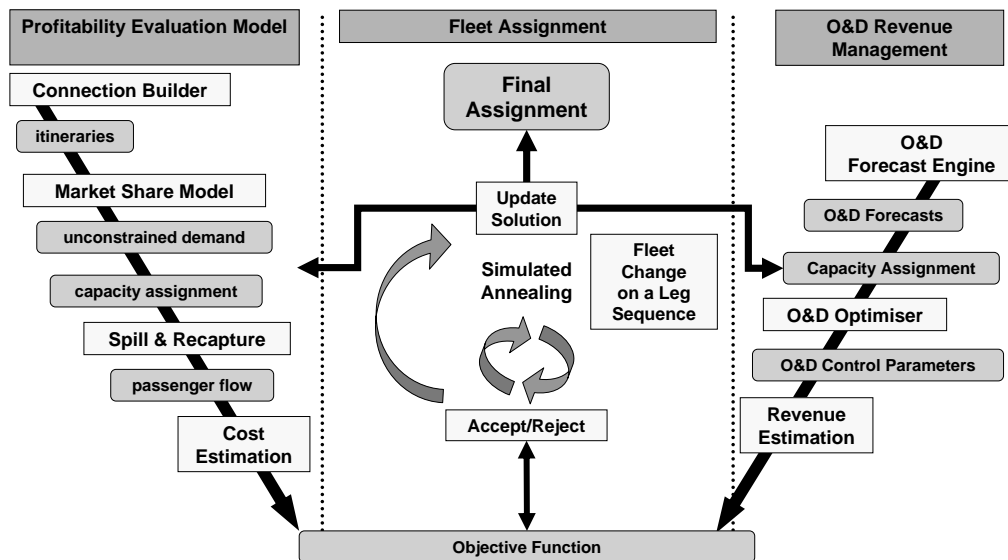 Profitability Evaluation Model
Connection Builder
itineraries
Market Share Model
unconstrained demand
capacity assignment
Spill & Recapture
passenger flow
Cost
Estimation
Fleet Assignment
Final
Assignment
Update
Solution
Simulated
Annealing
Fleet
Change
on a Leg
Sequence
Accept/Reject
O&D Revenue
Management
O&D
Forecast Engine
O&D Forecasts
Capacity Assignment
O&D Optimiser
O&D Control Parameters
Revenue
Estimation
Objective Function